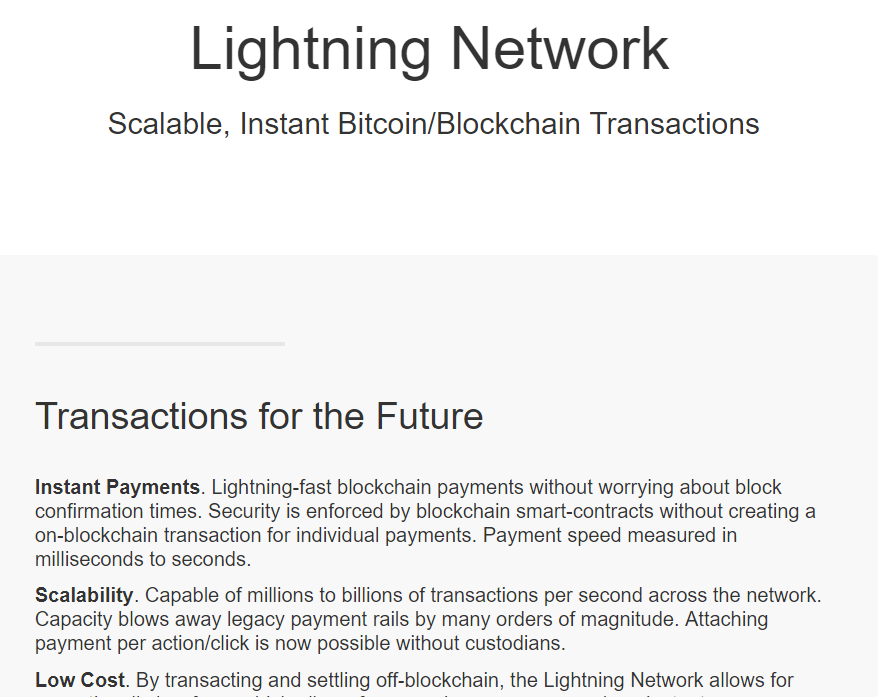 Lightning Network
Scalable, Instant Bitcoin/Blockchain Transactions
Transactions for the Future
Instant Payments. Lightning-fast blockchain payments without worrying about block
confirmation times. Security is enforced by blockchain smart-contracts without creating a
on-blockchain transaction for individual payments. Payment speed measured in
milliseconds to seconds.
Scalability. Capable of millions to billions of transactions per second across the network.
Capacity blows away legacy payment rails by many orders of magnitude. Attaching
payment per action/click is now possible without custodians.
Low Cost. By transacting and settling off-blockchain, the Lightning Network allows for